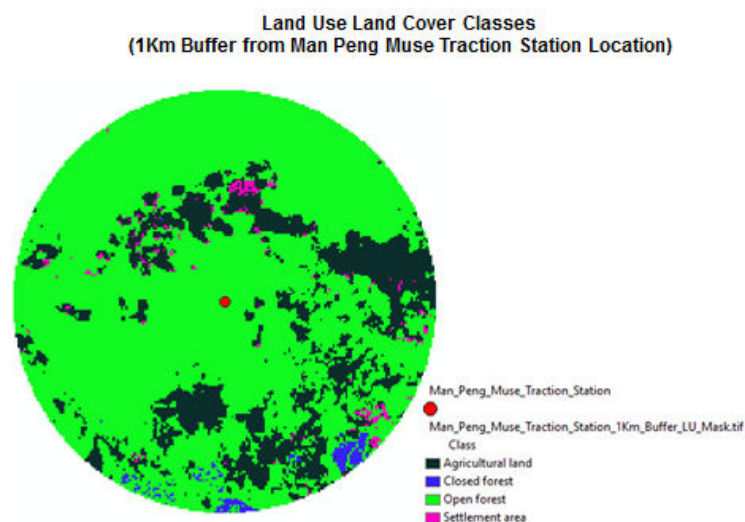 Land Use Land Cover Classes
(1Km Buffer from Man Peng Muse Traction Station Location)
Man_Peng_Muse_Traction_Station
Man_Peng_Muse_Traction_Station_1Km_Buffer_LU_Mask.tif
Class
Agricultural land
Closed forest
Open forest
Settlement area